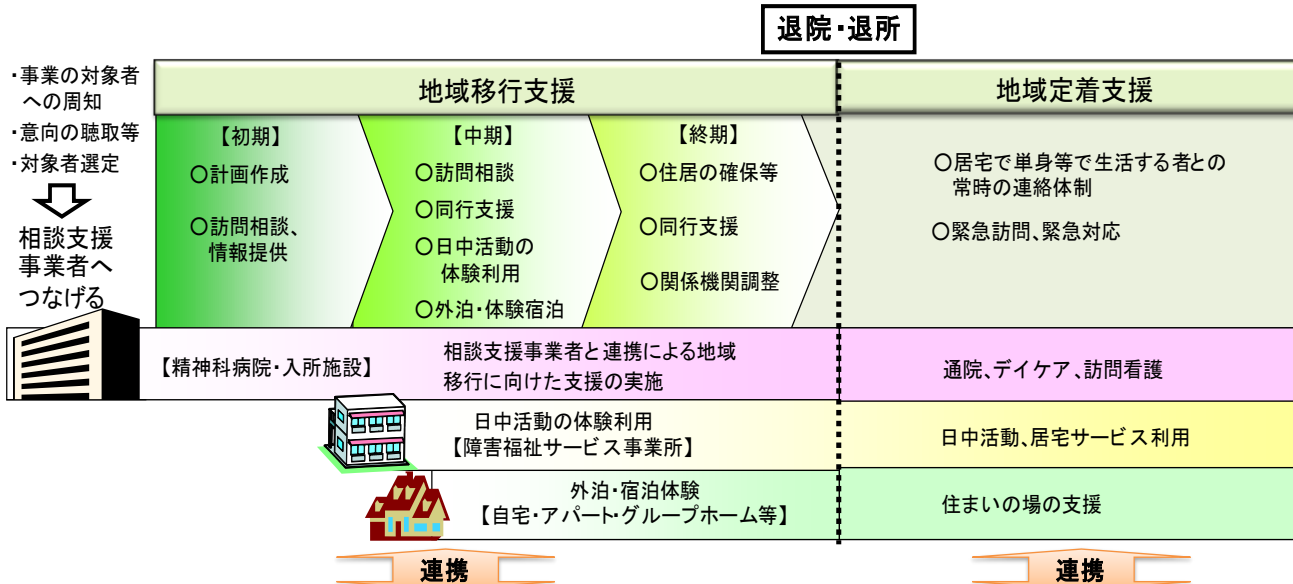 退院・退所
・事業の対象者
への周知
・意向の聴取等
・対象者選定
相談支援
事業者へ
つなげる
地域移行支援
【初期】
〇計画作成
〇訪問相談、
情報提供
【中期】
〇訪問相談
〇同行支援
〇日中活動の
体験利用
〇外泊・体験宿泊
【終期】
〇住居の確保等
〇同行支援
〇関係機関調整
地域定着支援
〇居宅で単身等で生活する者との
常時の連絡体制
〇緊急訪問、緊急対応
【精神科病院・入所施設】
相談支援事業者と連携による地域
移行に向けた支援の実施
通院、デイケア、訪問看護
日中活動の体験利用
【障害福祉サービス事業所】
日中活動、居宅サービス利用
外泊・宿泊体験
【自宅・アパート・グループホーム等】
住まいの場の支援
連携
連携